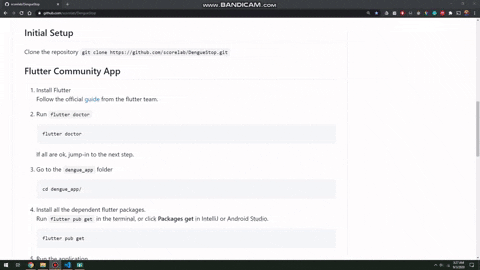 www.BANDICAM.com
github.com/scorelab/DengueStop
Initial Setup
Clone the repository git clone https://github.com/scorelab/DengueStop.git
Flutter Community App
1. Install Flutter
Follow the official guide from the flutter team.
2. Run flutter doctor
flutter doctor
If all are ok, jump-in to the next step.
3. Go to the dengue_app folder
cd dengue_app/
4. Install all the dependent flutter packages.
Run flutter pub get in the terminal, or click Packages get in IntelliJ or Android Studio.
flutter pub get
5. Run the application